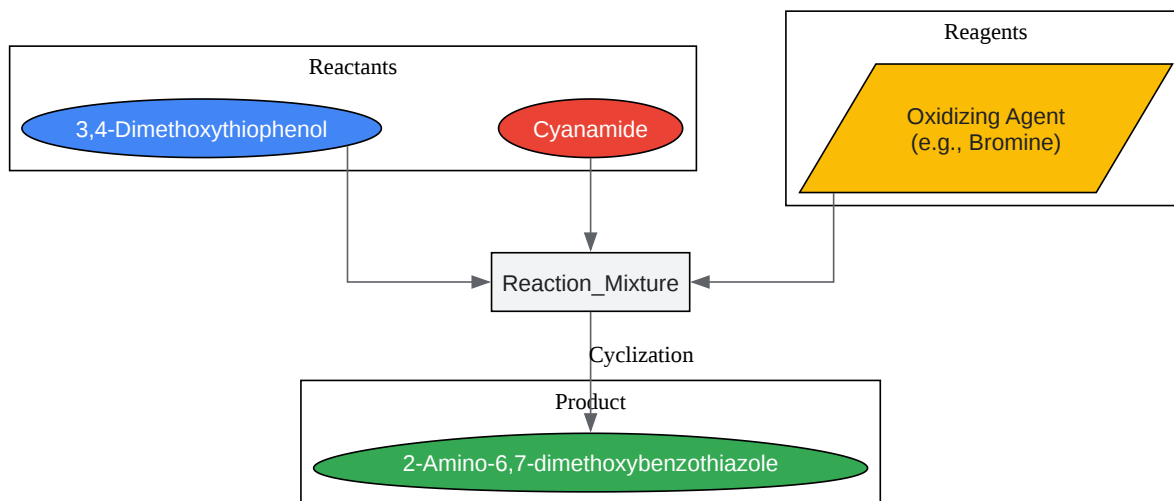 Reactants
3,4-Dimethoxythiophenol
Cyanamide
Reagents
Oxidizing Agent
(e.g., Bromine)
Reaction_Mixture
Cyclization
Product
2-Amino-6,7-dimethoxybenzothiazole